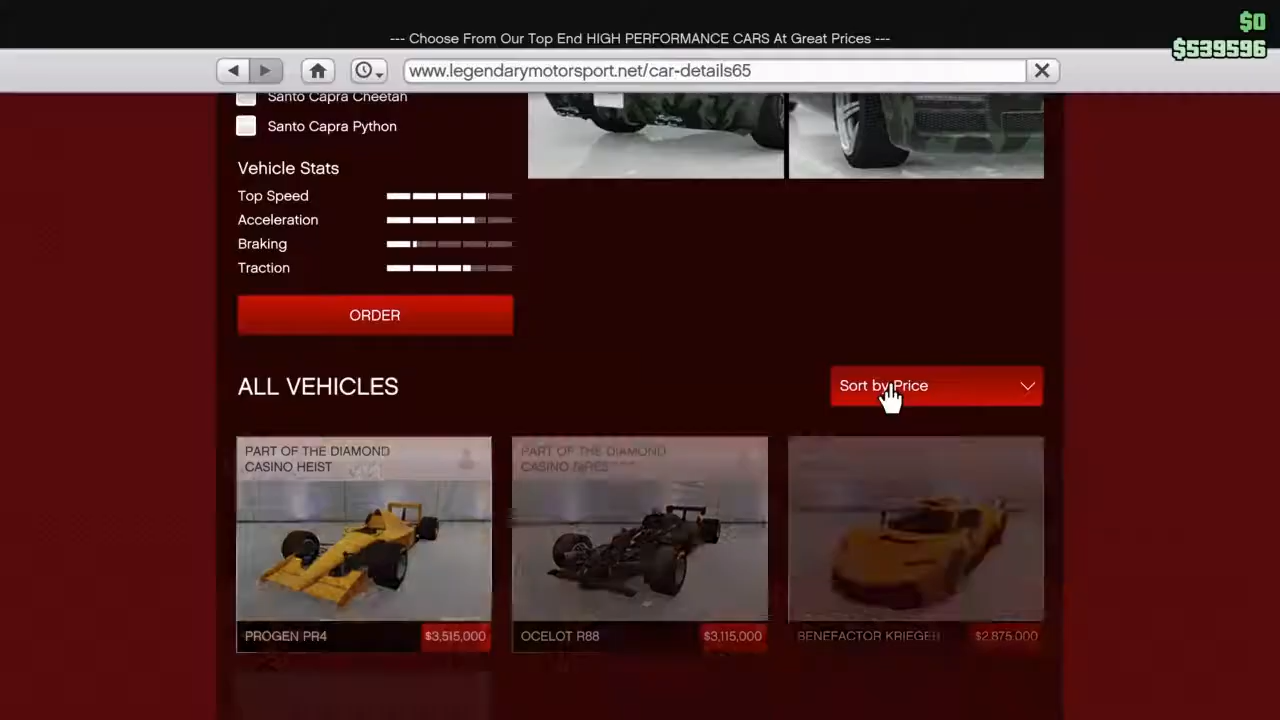 $0
$539596
--- Choose From Our Top End HIGH PERFORMANCE CARS At Great Prices ---
www.legendarymotorsport.net/car-details65
Santo Capra Cheetah
Santo Capra Python
Vehicle Stats
Top Speed
Acceleration
Braking
Traction
ORDER
ALL VEHICLES
Sort by Price
PART OF THE DIAMOND
CASINO HEIST
PART OF THE DIAMOND
CASINO
PROGEN PR4
$3,515,000
OCELOT R88
$3,115,000
BENEFACTOR KRIEGER
$2,875,000